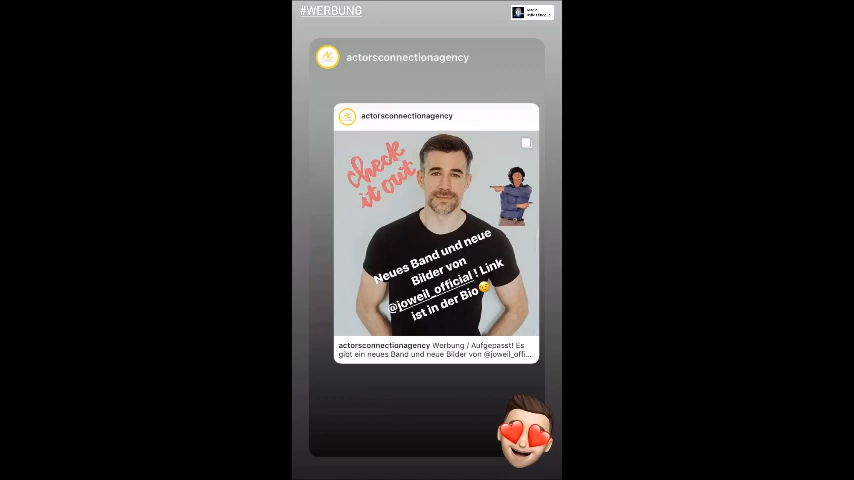 #WERBUNG
actorsconnectionagency
actorsconnectionagency
check
it out
Neues Band und neue
Bilder von
@joweil_official ! Link
ist in der Bio😉
actorsconnectionagency Werbung / Aufgepasst! Es
gibt ein neues Band und neue Bilder von @joweil_offi...